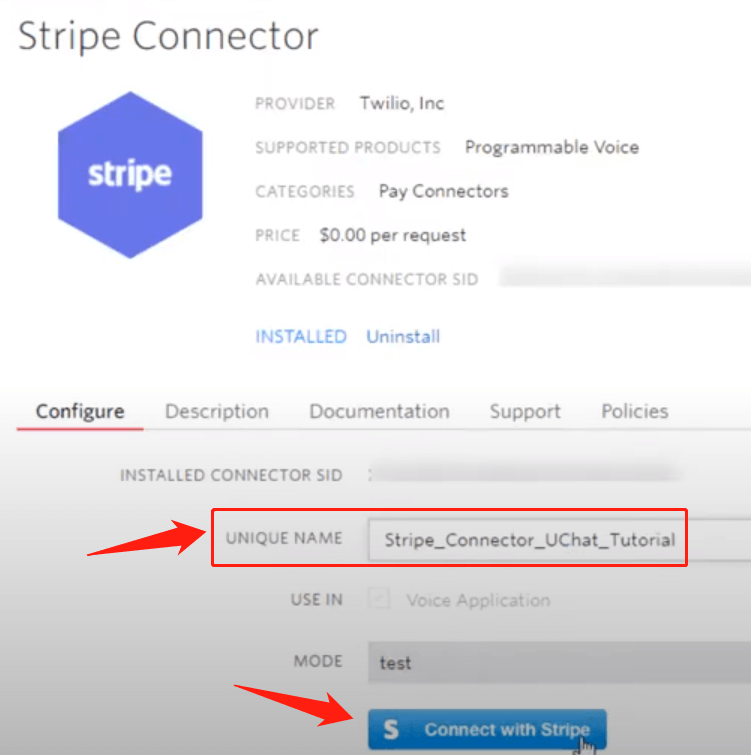 Stripe Connector
stripe
PROVIDER Twilio, Inc
SUPPORTED PRODUCTS Programmable Voice
CATEGORIES Pay Connectors
PRICE $0.00 per request
AVAILABLE CONNECTOR SID
INSTALLED Uninstall
Configure Description Documentation Support Policies
INSTALLED CONNECTOR SID
UNIQUE NAME Stripe_Connector_UChat_Tutorial
USE IN Voice Application
MODE test
S Connect with Stripe